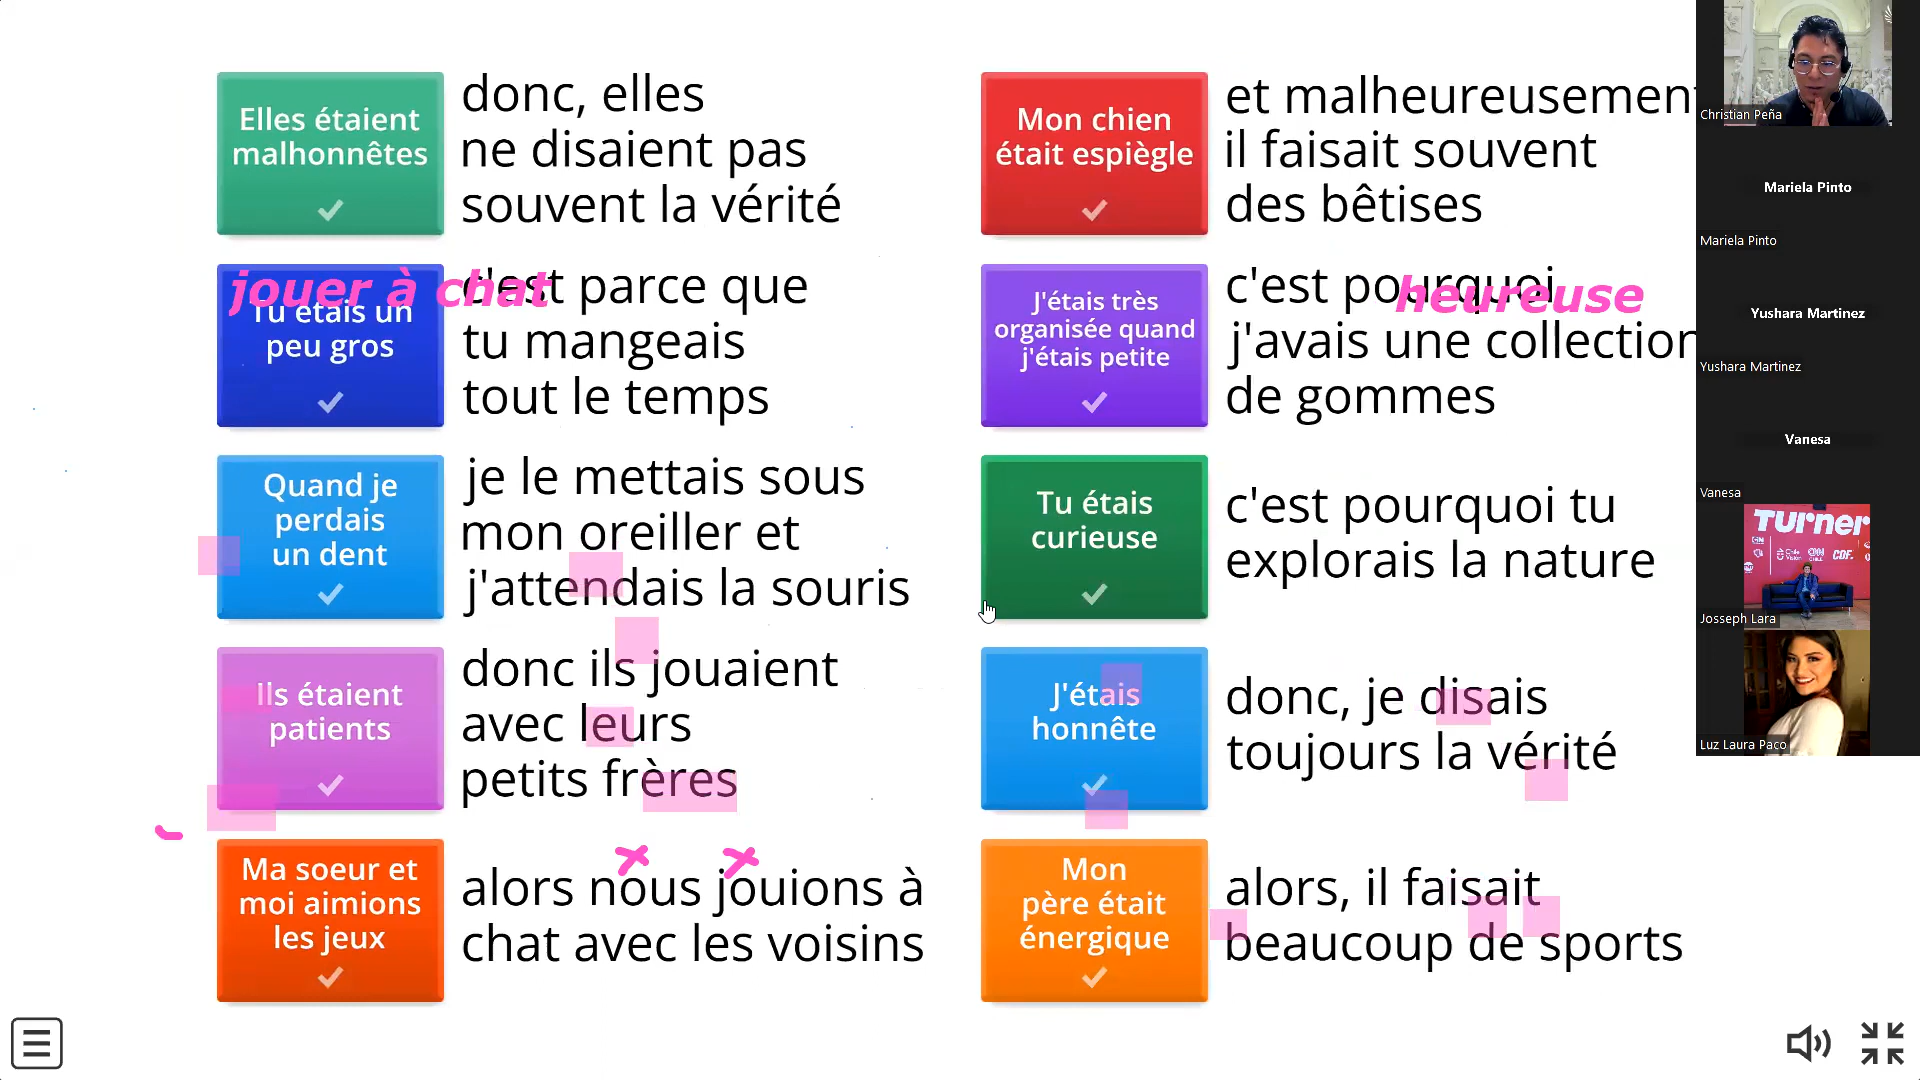 Elles étaient
malhonnêtes
donc, elles
ne disaient pas
souvent la vérité
Mon chien
était espiègle
et malheureusement
il faisait souvent
des bêtises
jouer à chat
Tu étais un
peu gros
c'est parce que
tu mangeais
tout le temps
J'étais très
organisée quand
j'étais petite
c'est pourquoi
heureuse
j'avais une collection
de gommes
Quand je
perdais
un dent
je le mettais sous
mon oreiller et
j'attendais la souris
Tu étais
curieuse
c'est pourquoi tu
explorais la nature
Ils étaient
patients
donc ils jouaient
avec leurs
petits frères
J'étais
honnête
donc, je disais
toujours la vérité
Ma soeur et
moi aimions
les jeux
alors nous jouions à
chat avec les voisins
Mon
père était
énergique
alors, il faisait
beaucoup de sports
Christian Peña
Mariela Pinto
Mariela Pinto
Yushara Martinez
Yushara Martinez
Vanesa
Vanesa
Turner
CDF.
Josseph Lara
Luz Laura Paco